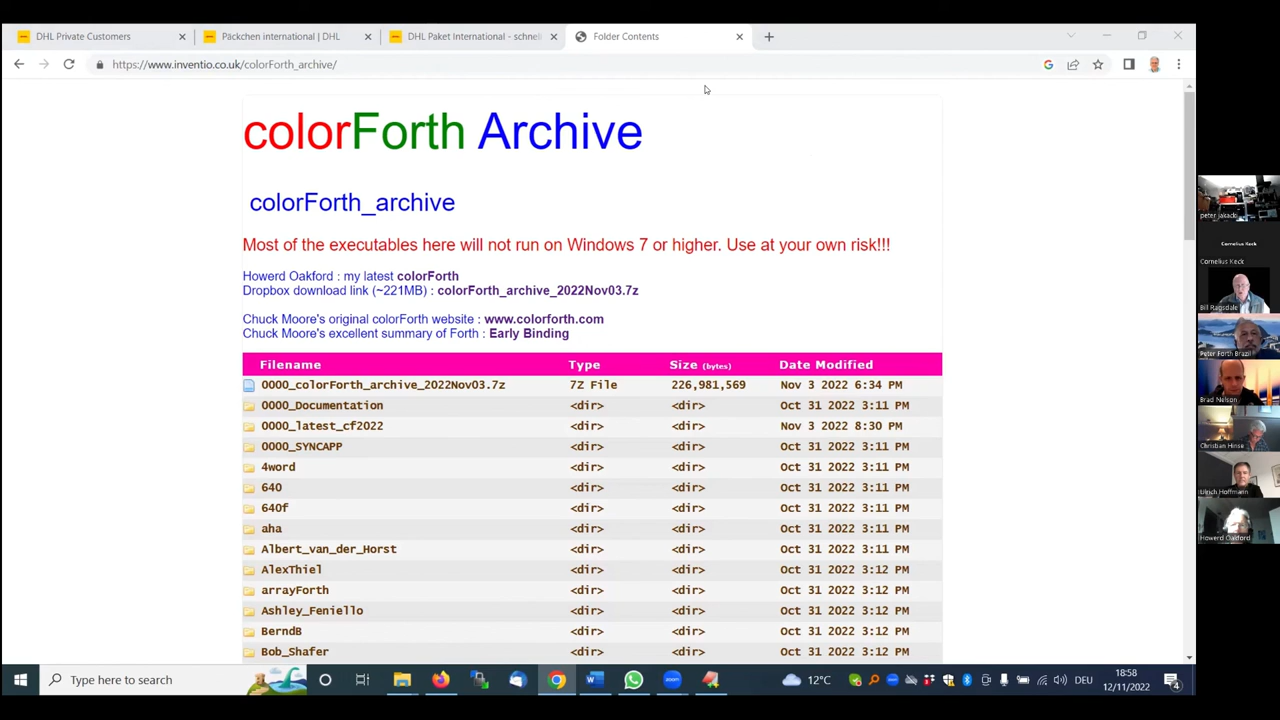 DHL Private Customers
Päckchen international | DHL
DHL Paket International - schnel
Folder Contents
https://www.inventio.co.uk/colorForth_archive/
colorForth Archive
colorForth_archive
Most of the executables here will not run on Windows 7 or higher. Use at your own risk!!!
Howerd Oakford : my latest colorForth
Dropbox download link (~221MB) : colorForth_archive_2022Nov03.7z
Chuck Moore's original colorForth website : www.colorforth.com
Chuck Moore's excellent summary of Forth : Early Binding
Filename Type Size (bytes) Date Modified
0000_colorForth_archive_2022Nov03.7z 7Z File 226,981,569 Nov 3 2022 6:34 PM
0000_Documentation <dir> <dir> Oct 31 2022 3:11 PM
0000_latest_cf2022 <dir> <dir> Nov 3 2022 8:30 PM
0000_SYNCAPP <dir> <dir> Oct 31 2022 3:11 PM
4word <dir> <dir> Oct 31 2022 3:11 PM
640 <dir> <dir> Oct 31 2022 3:11 PM
640f <dir> <dir> Oct 31 2022 3:11 PM
aha <dir> <dir> Oct 31 2022 3:11 PM
Albert_van_der_Horst <dir> <dir> Oct 31 2022 3:11 PM
AlexThiel <dir> <dir> Oct 31 2022 3:12 PM
arrayForth <dir> <dir> Oct 31 2022 3:12 PM
Ashley_Feniello <dir> <dir> Oct 31 2022 3:12 PM
BerndB <dir> <dir> Oct 31 2022 3:12 PM
Bob_Shafer <dir> <dir> Oct 31 2022 3:12 PM
peter jakacki
Cornelius Keck
Cornelius Keck
Bill Ragsdale
Peter Forth Brazil
Brad Nelson
Christian Hinse
Ulrich Hoffmann
Howerd Oakford
Type here to search
12°C
DEU
18:58
12/11/2022
4